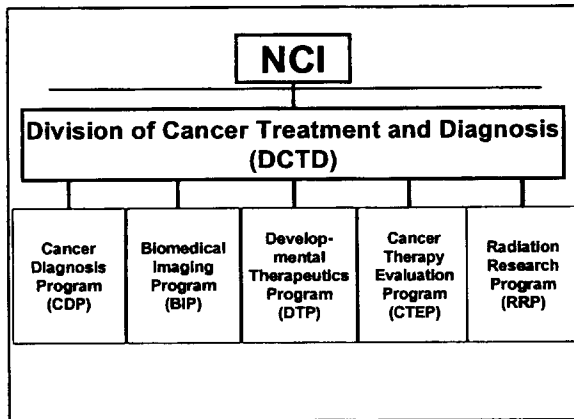 NCI
Division of Cancer Treatment and Diagnosis
(DCTD)
Cancer
Diagnosis
Program
(CDP)
Biomedical
Imaging
Program
(BIP)
Develop-
mental
Therapeutics
Program
(DTP)
Cancer
Therapy
Evaluation
Program
(CTEP)
Radiation
Research
Program
(RRP)